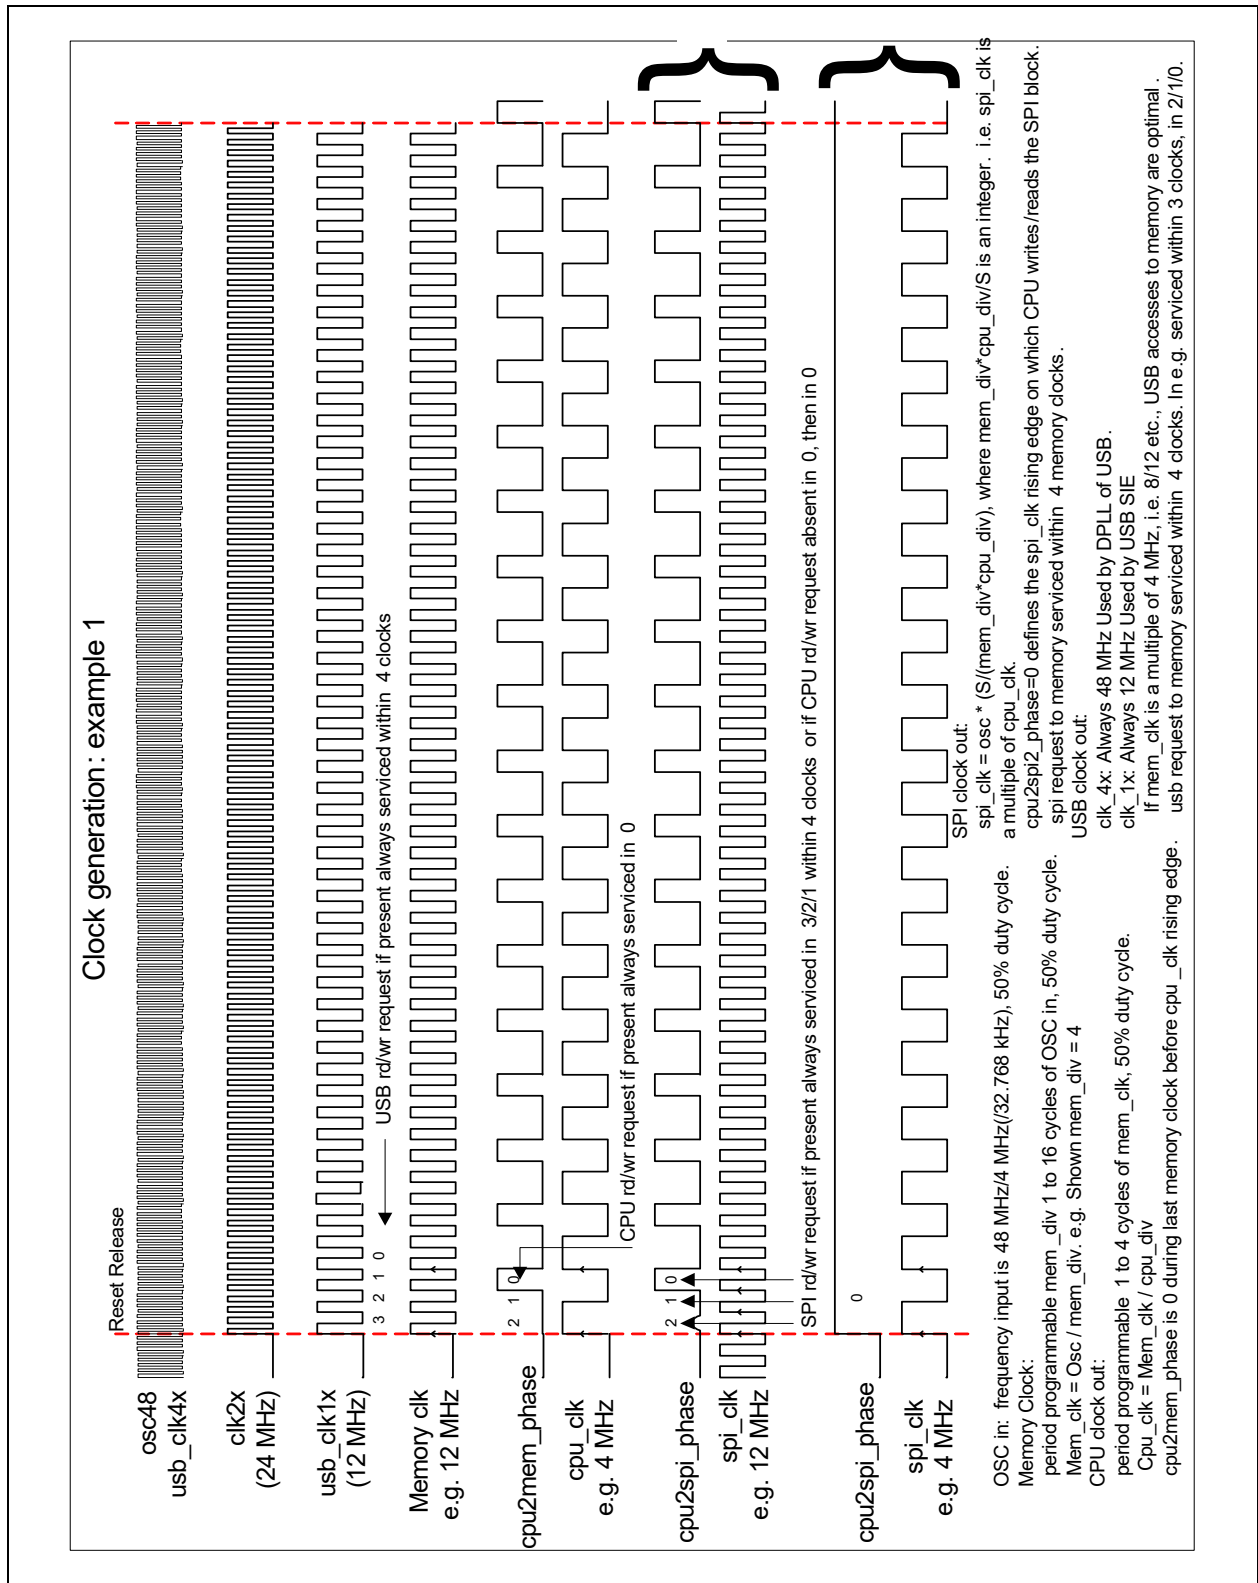 Clock generation: example 1
Reset Release
osc48
usb_clk4x
clk2x
(24 MHz)
usb_clk1x
(12 MHz)
3 2 1 0
USB rd/wr request if present always serviced within 4 clocks
Memory clk
e.g. 12 MHz
cpu2mem_phase
2 1 0
CPU rd/wr request if present always serviced in 0
cpu_clk
e.g. 4 MHz
cpu2spi_phase
2 1 0
spi_clk
e.g. 12 MHz
SPI rd/wr request if present always serviced in 3/2/1 within 4 clocks or if CPU rd/wr request absent in 0, then in 0
cpu2spi_phase
0
spi_clk
e.g. 4 MHz
OSC in: frequency input is 48 MHz/4 MHz(/32.768 kHz), 50% duty cycle.
Memory Clock:
period programmable mem_div 1 to 16 cycles of OSC in, 50% duty cycle.
Mem_clk = Osc / mem_div. e.g. Shown mem_div = 4
CPU clock out:
period programmable 1 to 4 cycles of mem_clk, 50% duty cycle.
Cpu_clk = Mem_clk / cpu_div
cpu2mem_phase is 0 during last memory clock before cpu_clk rising edge.
SPI clock out:
spi_clk = osc * (S/(mem_div*cpu_div), where mem_div*cpu_div/S is an integer. i.e. spi_clk is
a multiple of cpu_clk.
cpu2spi2_phase=0 defines the spi_clk rising edge on which CPU writes/reads the SPI block.
spi request to memory serviced within 4 memory clocks.
USB clock out:
clk_4x: Always 48 MHz Used by DPLL of USB.
clk_1x: Always 12 MHz Used by USB SIE
If mem_clk is a multiple of 4 MHz, i.e. 8/12 etc., USB accesses to memory are optimal.
usb request to memory serviced within 4 clocks. In e.g. serviced within 3 clocks, in 2/1/0.